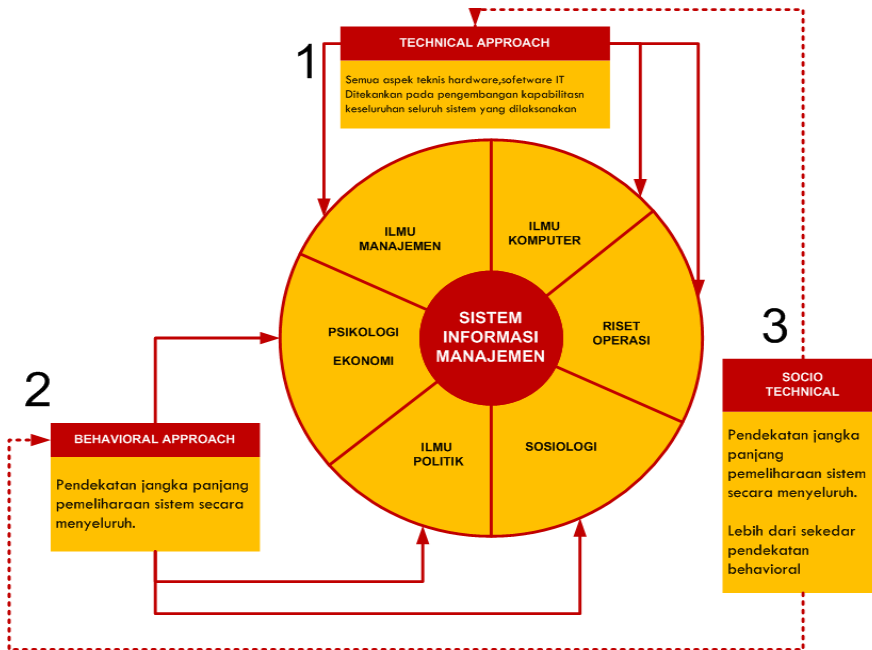 1
TECHNICAL APPROACH
Semua aspek teknis hardware,sofetware IT
Ditekankan pada pengembangan kapabilitasn
keseluruhan seluruh sistem yang dilaksanakan
ILMU
MANAJEMEN
ILMU
KOMPUTER
PSIKOLOGI
EKONOMI
SISTEM
INFORMASI
MANAJEMEN
RISET
OPERASI
ILMU
POLITIK
SOSIOLOGI
2
BEHAVIORAL APPROACH
Pendekatan jangka panjang
pemeliharaan sistem secara
menyeluruh.
3
SOCIO
TECHNICAL
Pendekatan jangka
panjang
pemeliharaan sistem
secara menyeluruh.
Lebih dari sekedar
pendekatan
behavioral